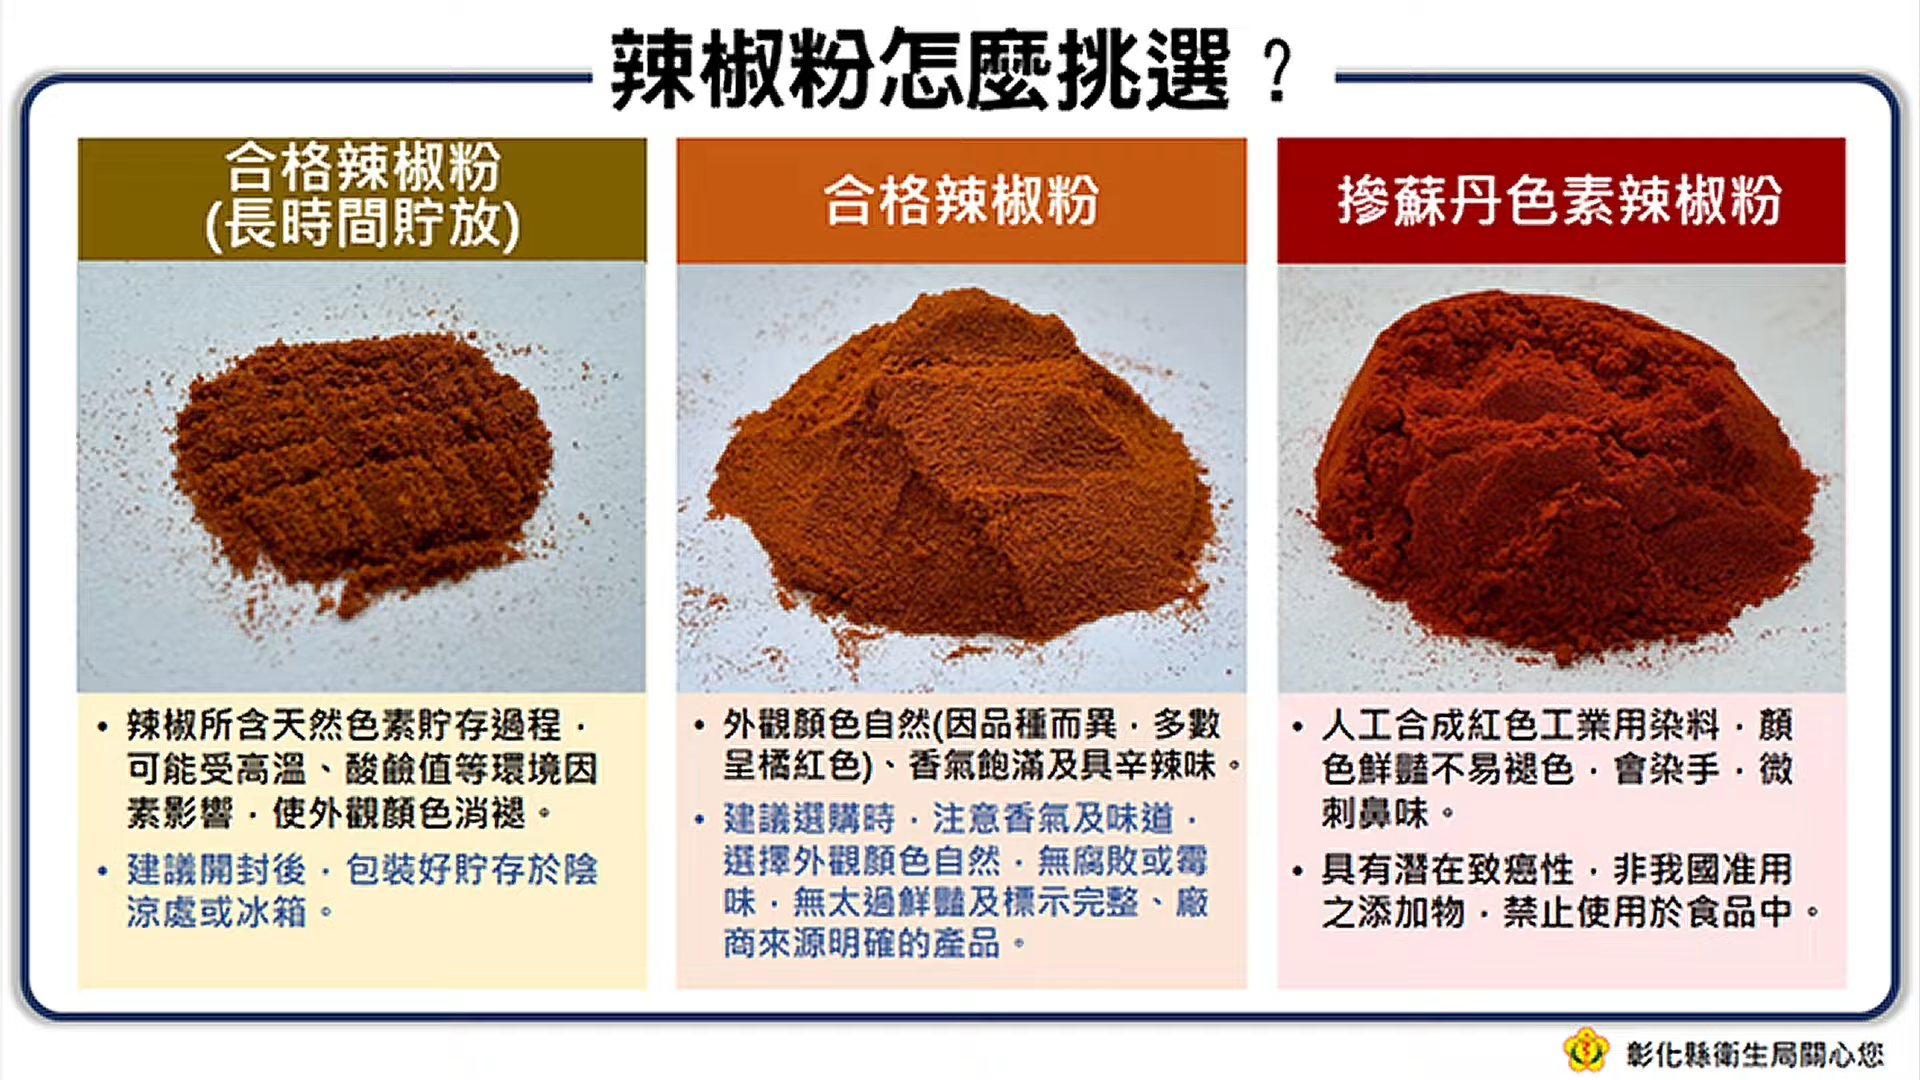 辣椒粉怎麼挑選？
合格辣椒粉
(長時間貯放)
• 辣椒所含天然色素貯存過程，
可能受高溫、酸鹼值等環境因
素影響，使外觀顏色消褪。
• 建議開封後，包裝好貯存於陰
涼處或冰箱。
合格辣椒粉
• 外觀顏色自然(因品種而異，多數
呈橘紅色)、香氣飽滿及具辛辣味。
• 建議選購時，注意香氣及味道，
選擇外觀顏色自然，無腐敗或霉
味，無太過鮮豔及標示完整、廠
商來源明確的產品。
摻蘇丹色素辣椒粉
• 人工合成紅色工業用染料，顏
色鮮豔不易褪色，會染手，微
刺鼻味。
• 具有潛在致癌性，非我國准用
之添加物，禁止使用於食品中。
彰化縣衛生局關心您